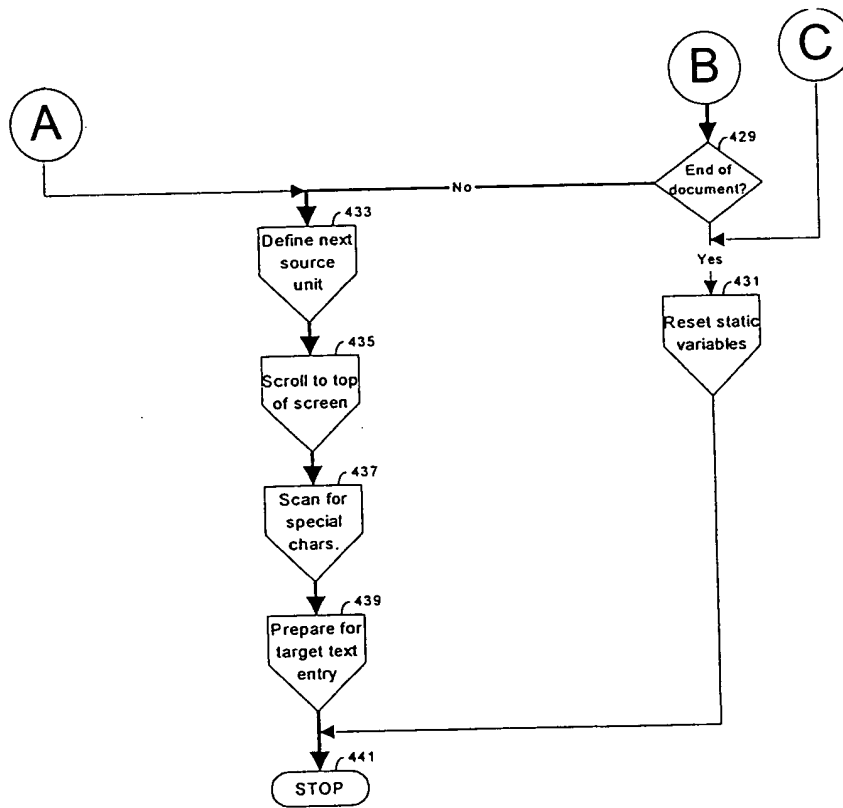 A
B
C
429
End of
document?
No
433
Define next
source
unit
Yes
431
Reset static
variables
435
Scroll to top
of screen
437
Scan for
special
chars.
439
Prepare for
target text
entry
441
STOP